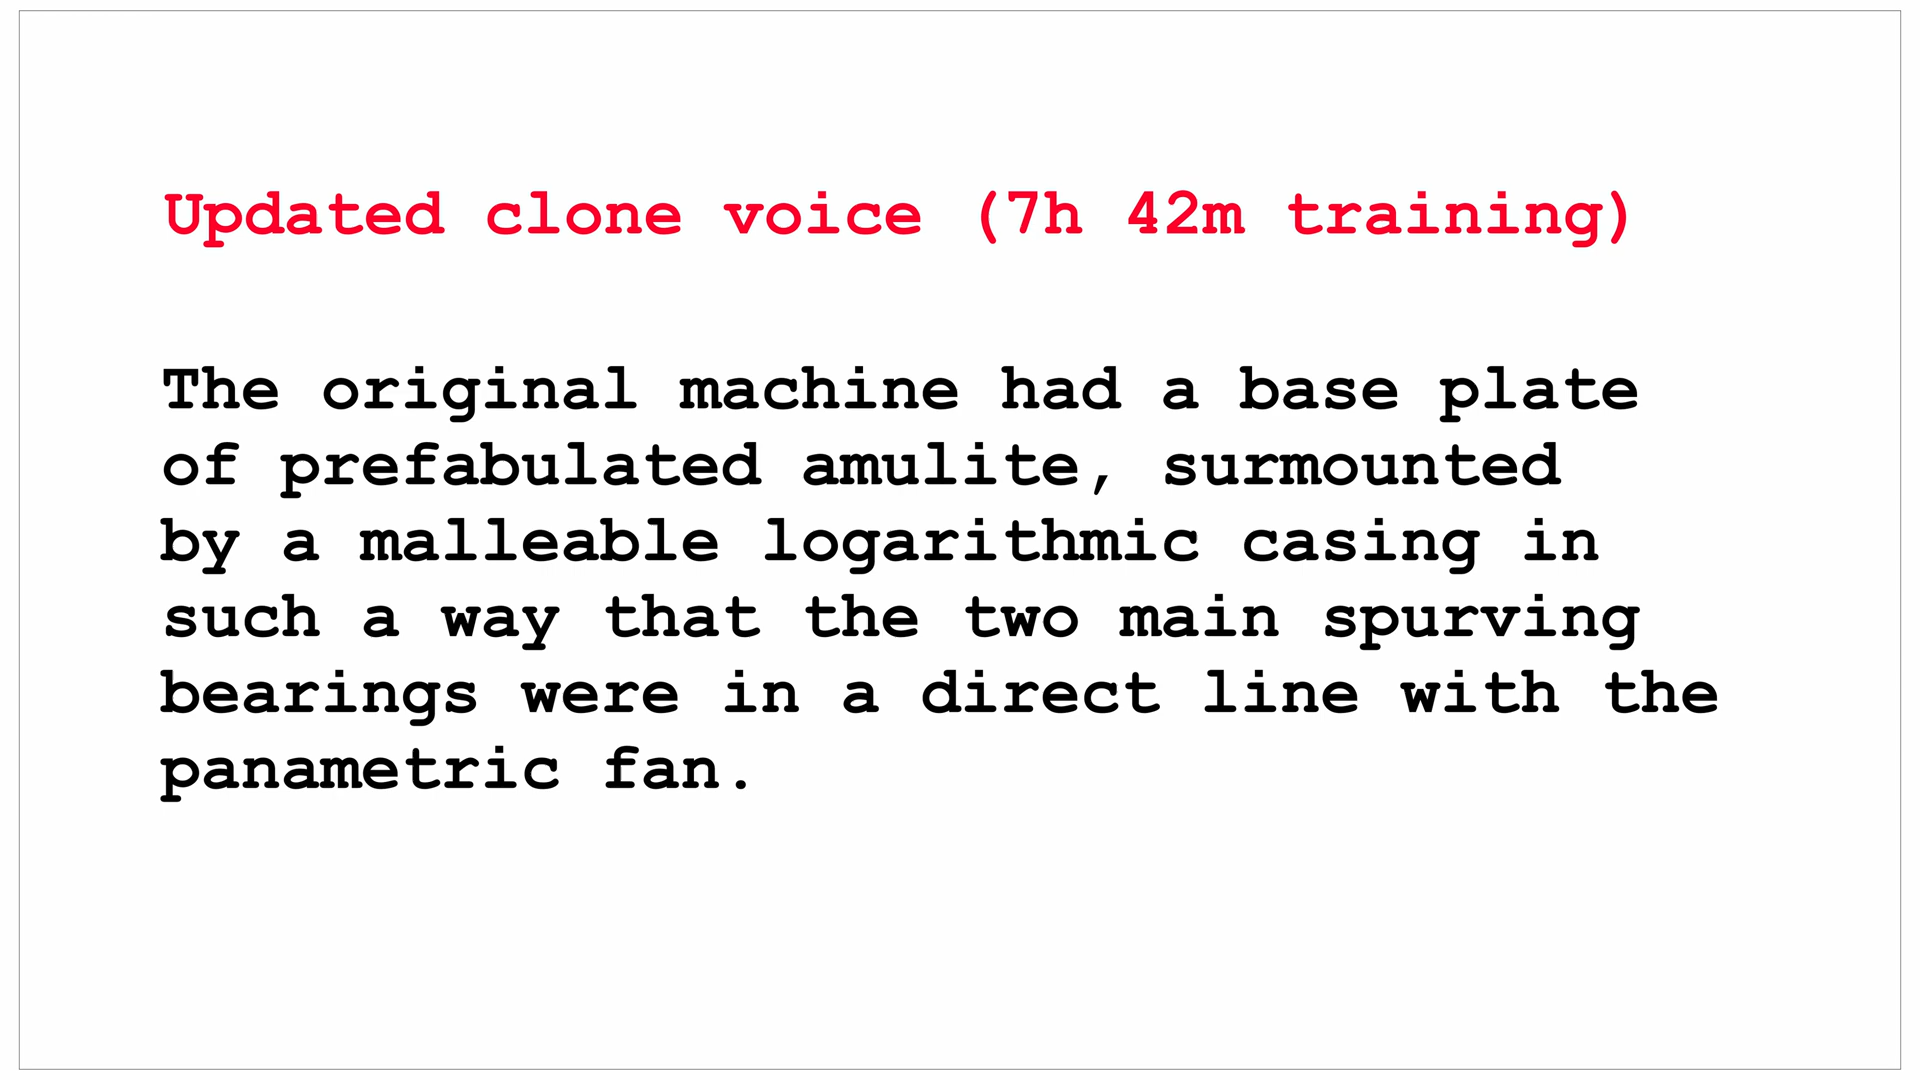 Updated clone voice (7h 42m training)
The original machine had a base plate
of prefabulated amulite, surmounted
by a malleable logarithmic casing in
such a way that the two main spurving
bearings were in a direct line with the
panametric fan.